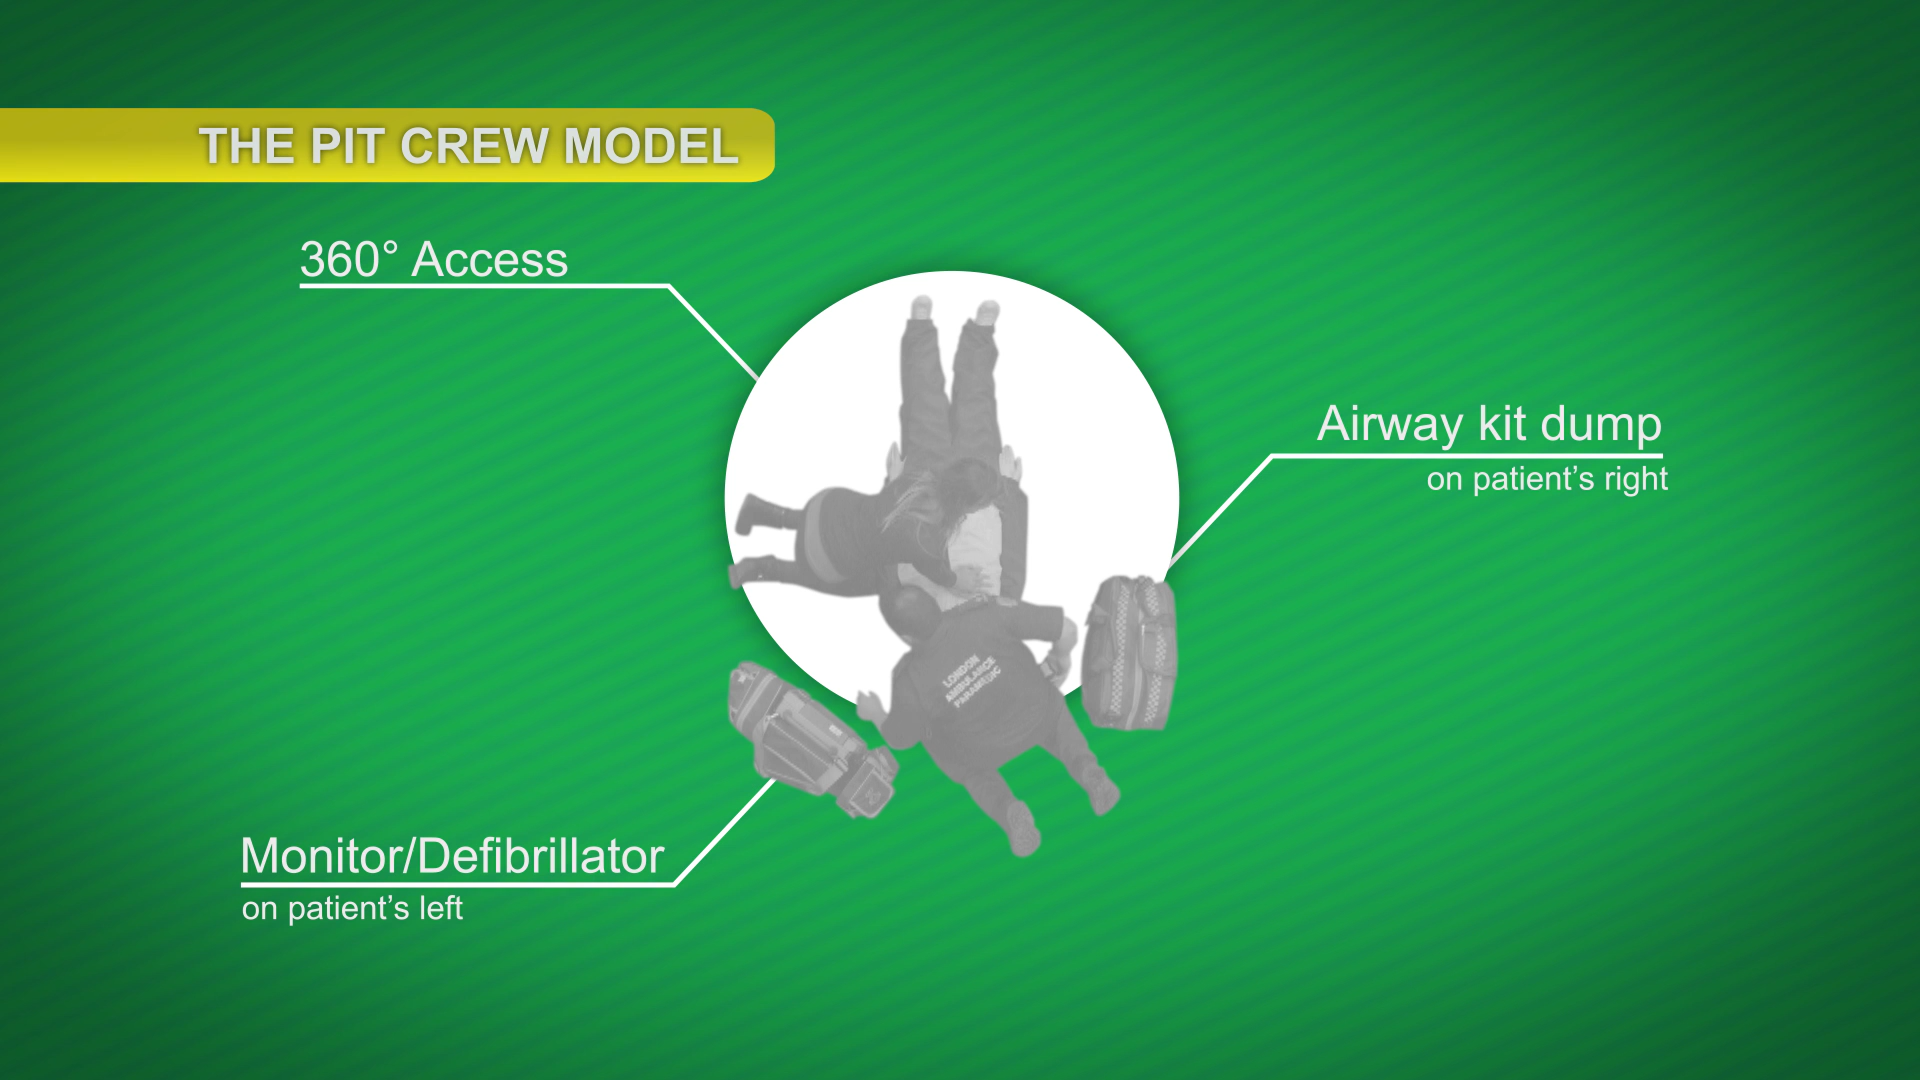 THE PIT CREW MODEL
360° Access
Airway kit dump
on patient’s right
LONDON
AMBULANCE
PARAMEDIC
Monitor/Defibrillator
on patient’s left